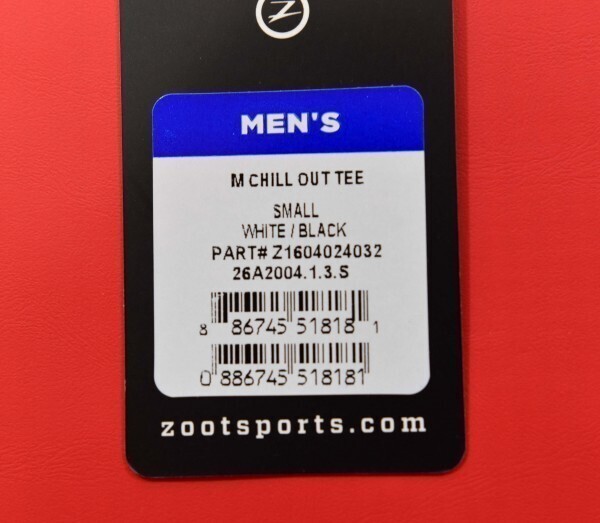 MEN'S
M CHILL OUT TEE
SMALL
WHITE / BLACK
PART# Z1604024032
26A2004.1.3.S
8 86745 51818 1
0 886745 518181
zootsports.com